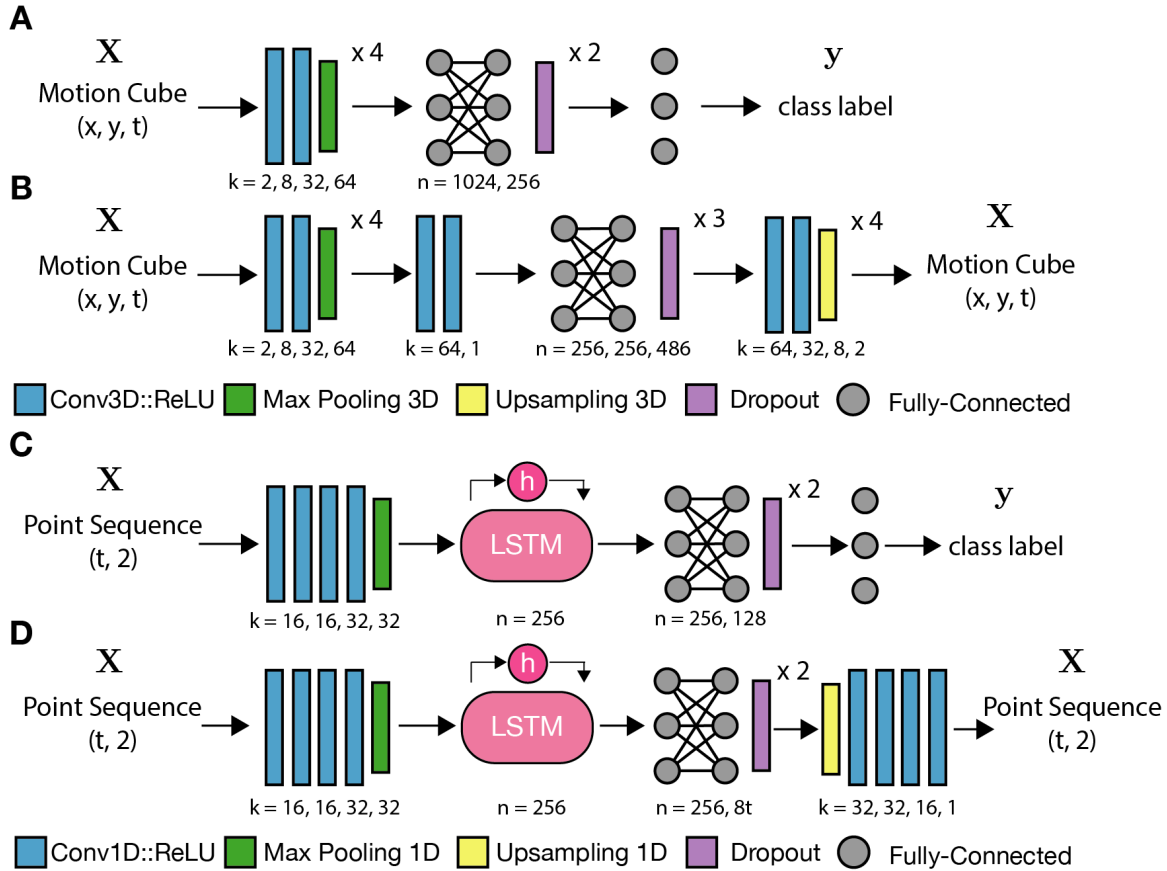 A
X
Motion Cube
(x, y, t)
x 4
k = 2, 8, 32, 64
x 2
n = 1024, 256
y
class label
B
X
Motion Cube
(x, y, t)
x 4
k = 2, 8, 32, 64
k = 64, 1
x 3
n = 256, 256, 486
x 4
k = 64, 32, 8, 2
X
Motion Cube
(x, y, t)
Conv3D::ReLU Max Pooling 3D Upsampling 3D Dropout Fully-Connected
C
X
Point Sequence
(t, 2)
k = 16, 16, 32, 32
h
LSTM
n = 256
x 2
n = 256, 128
y
class label
D
X
Point Sequence
(t, 2)
k = 16, 16, 32, 32
h
LSTM
n = 256
x 2
n = 256, 8t
k = 32, 32, 16, 1
X
Point Sequence
(t, 2)
Conv1D::ReLU Max Pooling 1D Upsampling 1D Dropout Fully-Connected